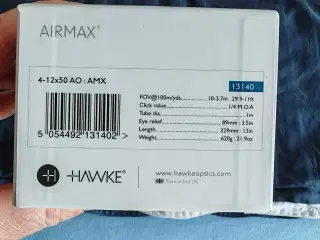 AIRMAX®
4-12x50 AO : AMX
13140
FOV@100m/yds. 10-3.7m : 29.9-11ft
Click value 1/4 M.O.A
Tube dia 1in
Eye relief 89mm : 3.5in
Length 329mm : 13in
Weight 620g : 21.9oz
5 054492 131402 >
HAWKE®
www.hawkeoptics.com